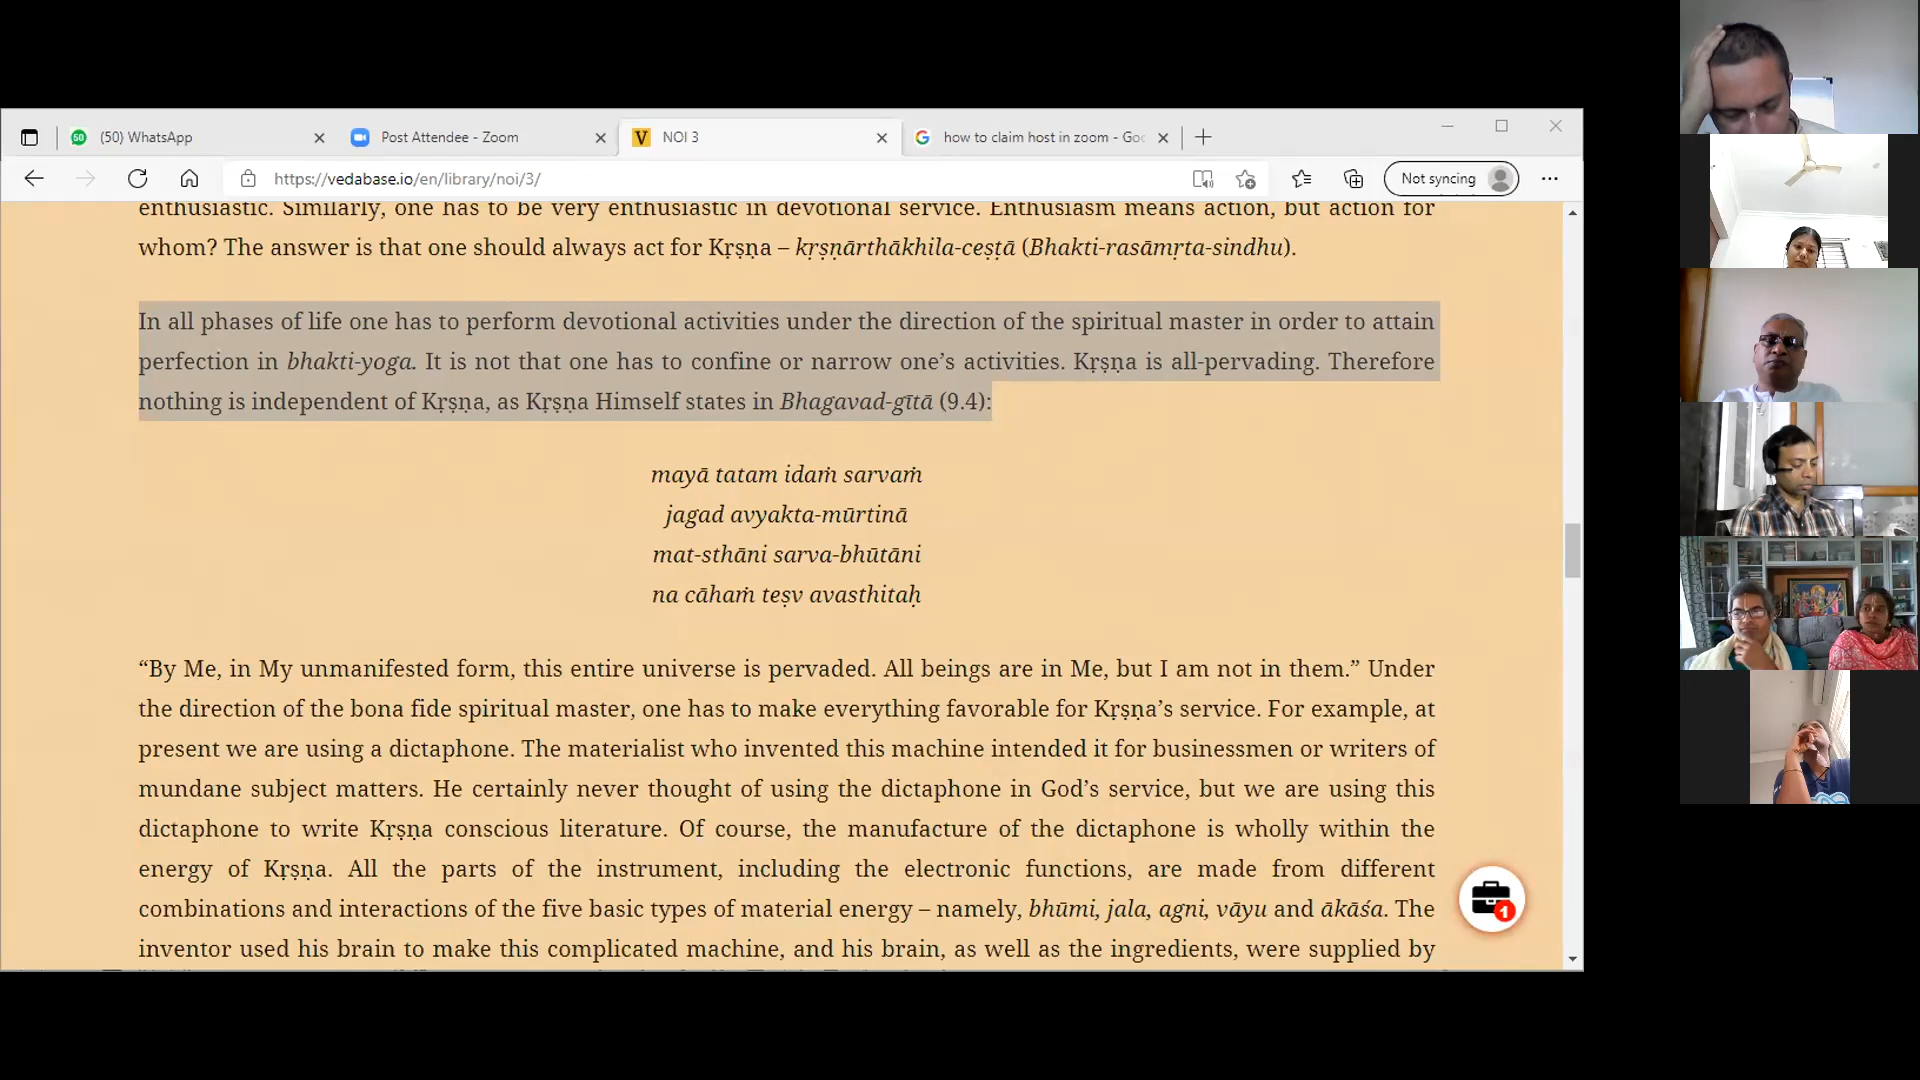 (50) WhatsApp
Post Attendee - Zoom
NOI 3
how to claim host in zoom - Goo
https://vedabase.io/en/library/noi/3/
Not syncing
enthusiastic. Similarly, one has to be very enthusiastic in devotional service. Enthusiasm means action, but action for
whom? The answer is that one should always act for Kṛṣṇa – kṛṣṇārthākhila-ceṣṭā (Bhakti-rasāmṛta-sindhu).
In all phases of life one has to perform devotional activities under the direction of the spiritual master in order to attain
perfection in bhakti-yoga. It is not that one has to confine or narrow one’s activities. Kṛṣṇa is all-pervading. Therefore
nothing is independent of Kṛṣṇa, as Kṛṣṇa Himself states in Bhagavad-gītā (9.4):
mayā tatam idaṁ sarvaṁ
jagad avyakta-mūrtinā
mat-sthāni sarva-bhūtāni
na cāhaṁ teṣv avasthitaḥ
“By Me, in My unmanifested form, this entire universe is pervaded. All beings are in Me, but I am not in them.” Under
the direction of the bona fide spiritual master, one has to make everything favorable for Kṛṣṇa’s service. For example, at
present we are using a dictaphone. The materialist who invented this machine intended it for businessmen or writers of
mundane subject matters. He certainly never thought of using the dictaphone in God’s service, but we are using this
dictaphone to write Kṛṣṇa conscious literature. Of course, the manufacture of the dictaphone is wholly within the
energy of Kṛṣṇa. All the parts of the instrument, including the electronic functions, are made from different
combinations and interactions of the five basic types of material energy – namely, bhūmi, jala, agni, vāyu and ākāśa. The
inventor used his brain to make this complicated machine, and his brain, as well as the ingredients, were supplied by
1